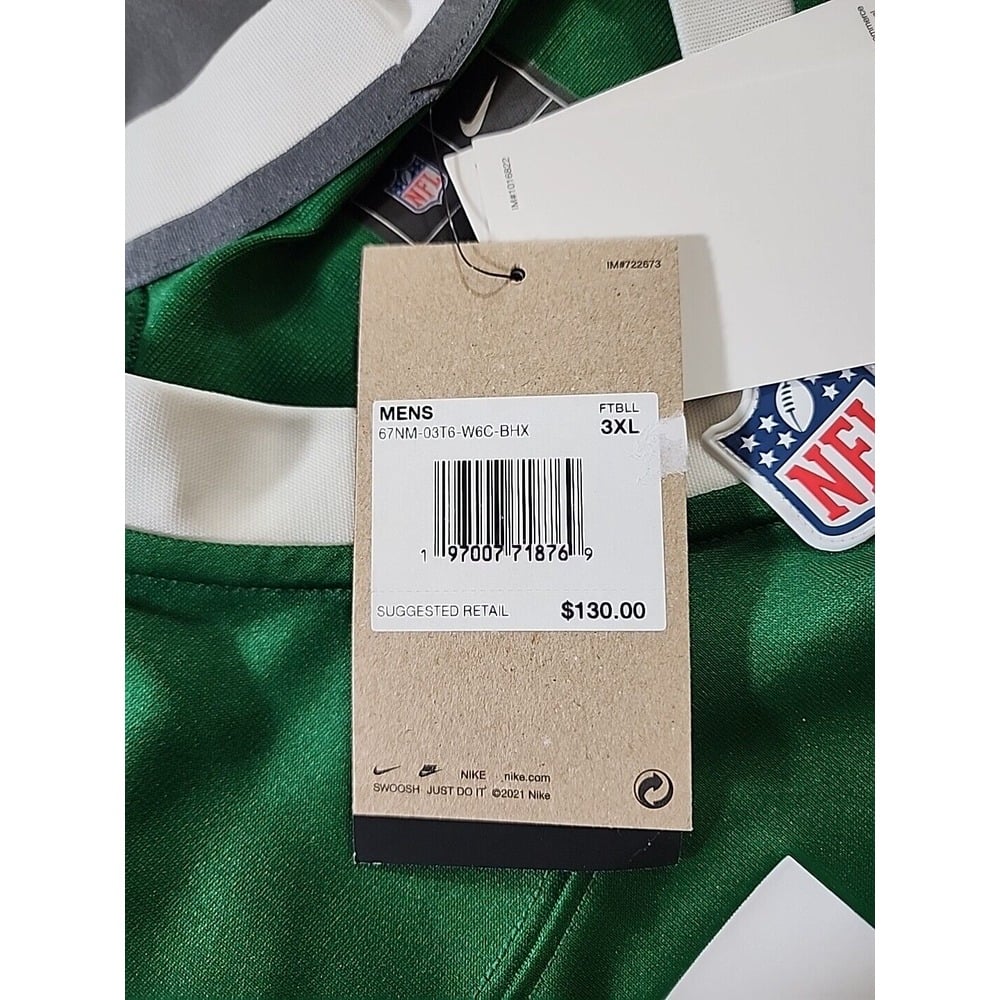 IM#1016822
NFL
IM#722673
MENS
FTBLL
67NM-03T6-W6C-BHX
3XL
NFL
1 97007 71876 9
SUGGESTED RETAIL $130.00
NIKE nike.com
SWOOSH JUST DO IT ©2021 Nike